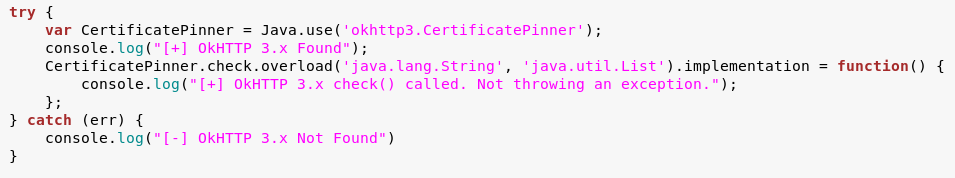 try {
    var CertificatePinner = Java.use('okhttp3.CertificatePinner');
    console.log("[+] OkHTTP 3.x Found");
    CertificatePinner.check.overload('java.lang.String', 'java.util.List').implementation = function() {
        console.log("[+] OkHTTP 3.x check() called. Not throwing an exception.");
    };
} catch (err) {
    console.log("[-] OkHTTP 3.x Not Found")
}